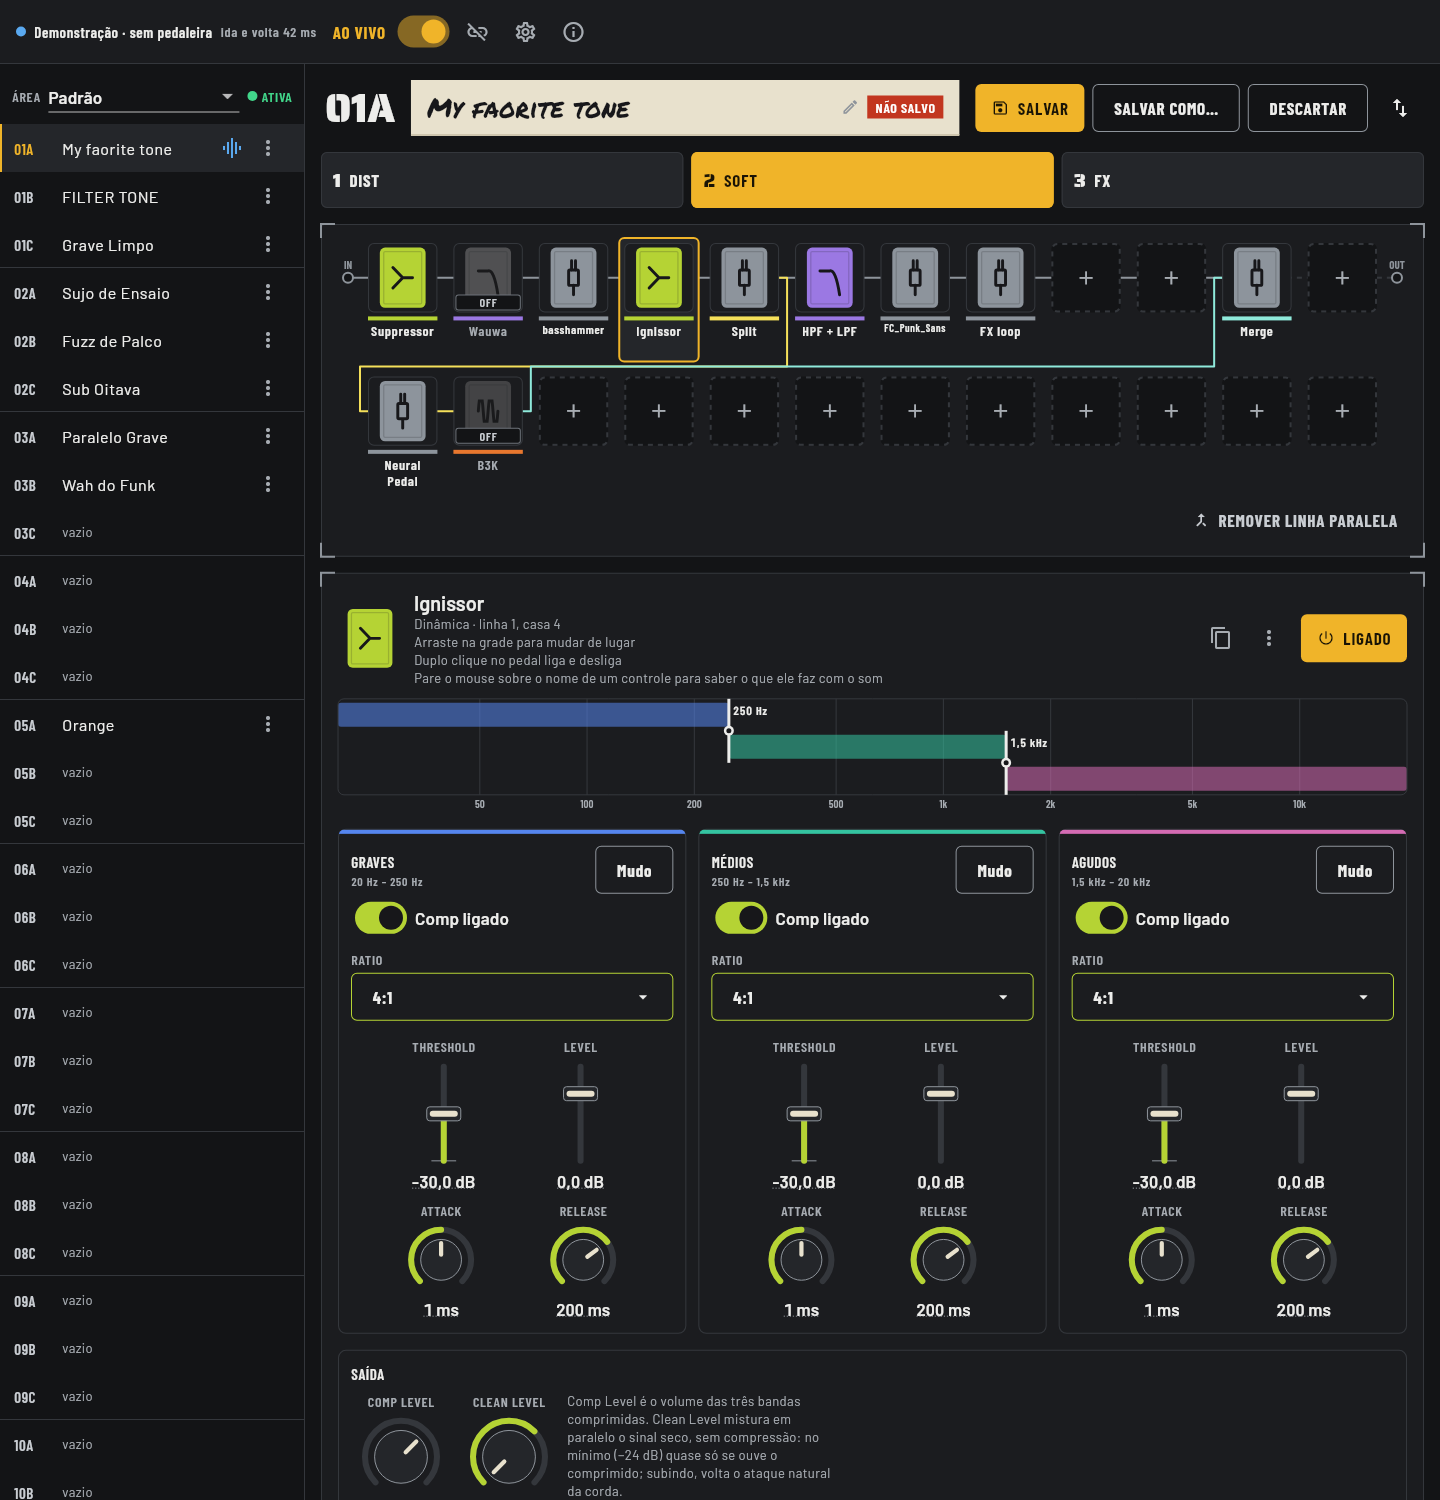 Demonstração · sem pedaleira Ida e volta 42 ms AO VIVO
ÁREA Padrão ATIVA
01A My faorite tone
01B FILTER TONE
01C Grave Limpo
02A Sujo de Ensaio
02B Fuzz de Palco
02C Sub Oitava
03A Paralelo Grave
03B Wah do Funk
03C vazio
04A vazio
04B vazio
04C vazio
05A Orange
05B vazio
05C vazio
06A vazio
06B vazio
06C vazio
07A vazio
07B vazio
07C vazio
08A vazio
08B vazio
08C vazio
09A vazio
09B vazio
09C vazio
10A vazio
10B vazio
01A My faorite tone NÃO SALVO SALVAR SALVAR COMO... DESCARTAR
1 DIST 2 SOFT 3 FX
IN OUT
OFF
Suppressor Wauwa basshammer Ignissor Split HPF + LPF FC_Punk_Sans FX loop Merge
+ + +
+ + + + + + + + + +
OFF
Neural Pedal B3K
REMOVER LINHA PARALELA
Ignissor
Dinâmica · linha 1, casa 4
Arraste na grade para mudar de lugar
Duplo clique no pedal liga e desliga
Pare o mouse sobre o nome de um controle para saber o que ele faz com o som
LIGADO
250 Hz
1,5 kHz
50 100 200 500 1k 2k 5k 10k
GRAVES
20 Hz – 250 Hz
Mudo
Comp ligado
RATIO
4:1
THRESHOLD LEVEL
−30,0 dB 0,0 dB
ATTACK RELEASE
1 ms 200 ms
MÉDIOS
250 Hz – 1,5 kHz
Mudo
Comp ligado
RATIO
4:1
THRESHOLD LEVEL
−30,0 dB 0,0 dB
ATTACK RELEASE
1 ms 200 ms
AGUDOS
1,5 kHz – 20 kHz
Mudo
Comp ligado
RATIO
4:1
THRESHOLD LEVEL
−30,0 dB 0,0 dB
ATTACK RELEASE
1 ms 200 ms
SAÍDA
COMP LEVEL CLEAN LEVEL
Comp Level é o volume das três bandas
comprimidas. Clean Level mistura em
paralelo o sinal seco, sem compressão: no
mínimo (−24 dB) quase só se ouve o
comprimido; subindo, volta o ataque natural
da corda.